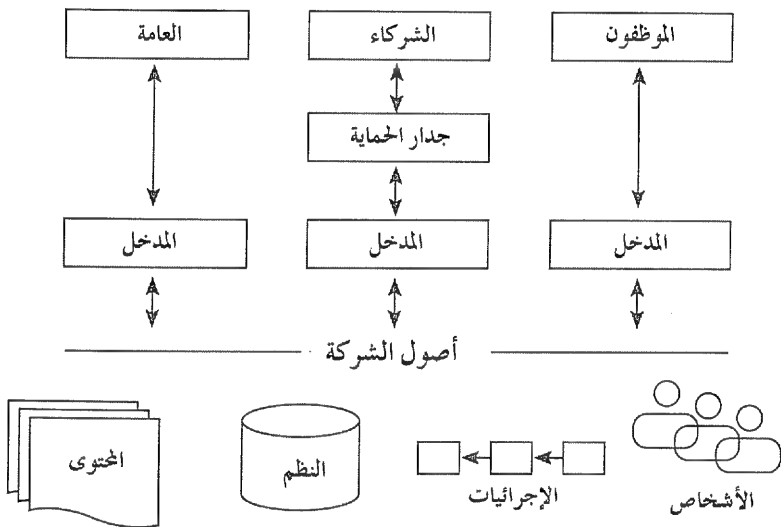 الموظفون
الشركاء
العامة
جدار الحماية
المدخل
المدخل
المدخل
أصول الشركة
الأشخاص
الإجرائيات
النظم
المحتوى